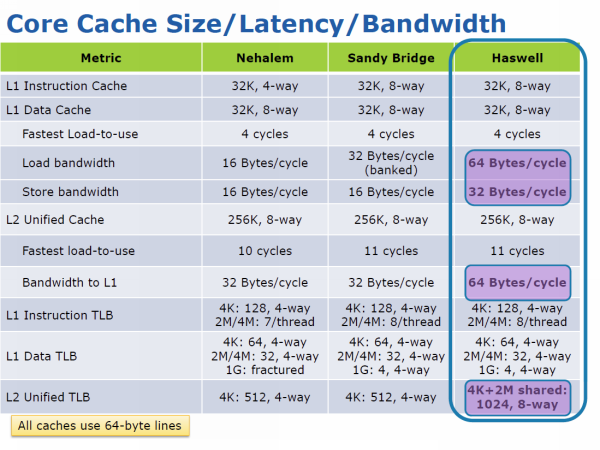 Core Cache Size/Latency/Bandwidth
Metric Nehalem Sandy Bridge Haswell
L1 Instruction Cache 32K, 4-way 32K, 8-way 32K, 8-way
L1 Data Cache 32K, 8-way 32K, 8-way 32K, 8-way
Fastest Load-to-use 4 cycles 4 cycles 4 cycles
Load bandwidth 16 Bytes/cycle 32 Bytes/cycle (banked) 64 Bytes/cycle
Store bandwidth 16 Bytes/cycle 16 Bytes/cycle 32 Bytes/cycle
L2 Unified Cache 256K, 8-way 256K, 8-way 256K, 8-way
Fastest load-to-use 10 cycles 11 cycles 11 cycles
Bandwidth to L1 32 Bytes/cycle 32 Bytes/cycle 64 Bytes/cycle
L1 Instruction TLB 4K: 128, 4-way 4K: 128, 4-way 4K: 128, 4-way
2M/4M: 7/thread 2M/4M: 8/thread 2M/4M: 8/thread
L1 Data TLB 4K: 64, 4-way 4K: 64, 4-way 4K: 64, 4-way
2M/4M: 32, 4-way 2M/4M: 32, 4-way 2M/4M: 32, 4-way
1G: fractured 1G: 4, 4-way 1G: 4, 4-way
L2 Unified TLB 4K: 512, 4-way 4K: 512, 4-way 4K+2M shared:
1024, 8-way
All caches use 64-byte lines